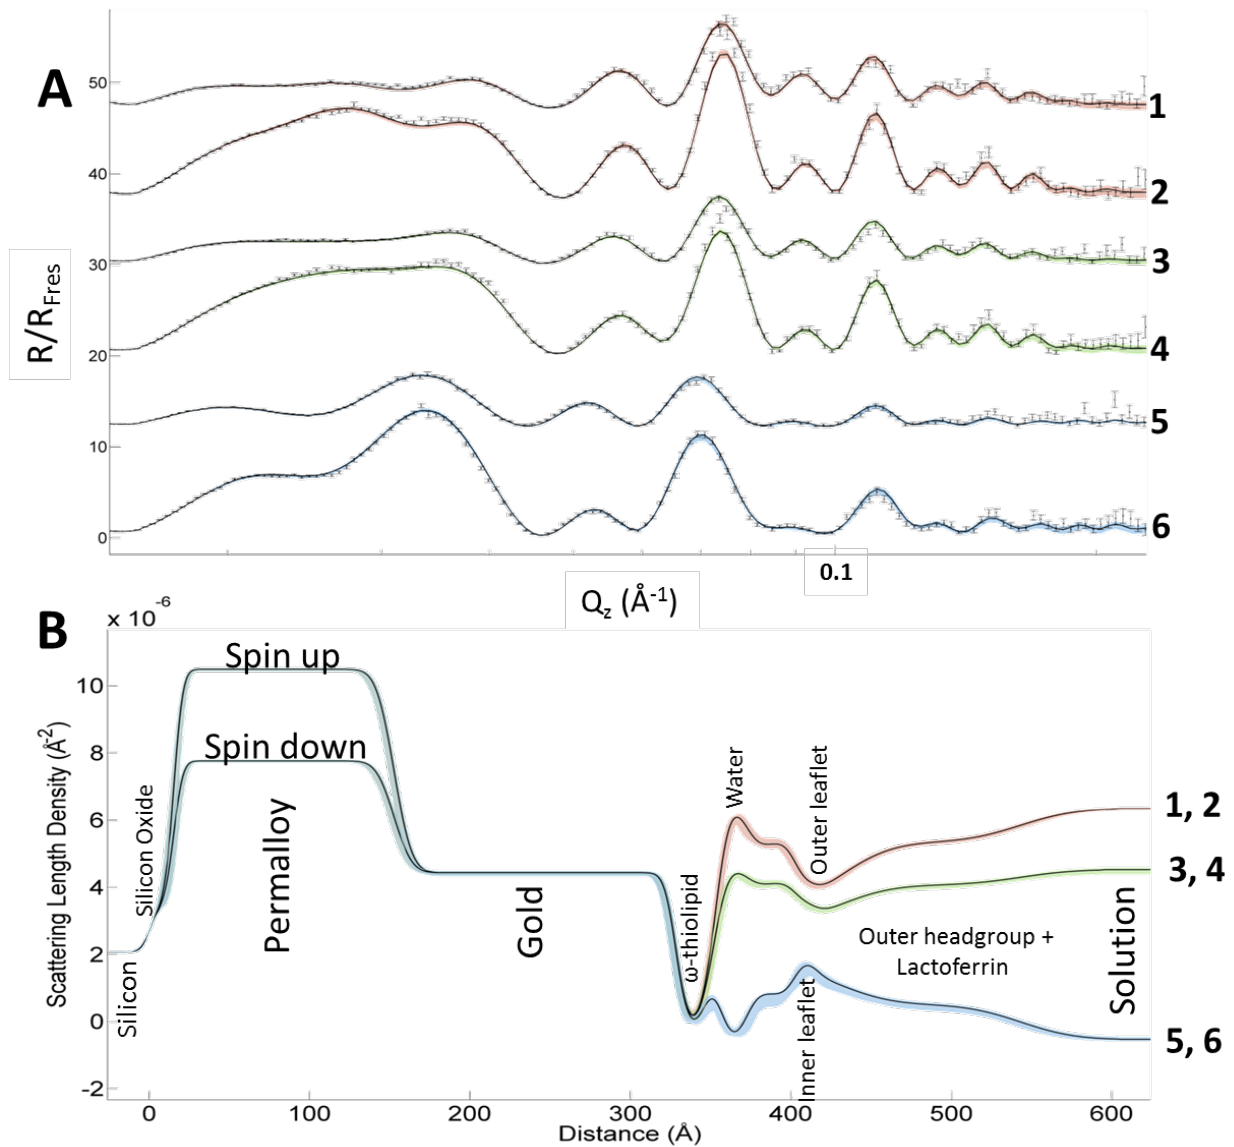 A
50
40
30
20
10
0
R/R_Fres
1
2
3
4
5
6
0.1
Q_z (Å⁻¹)
B
x 10⁻⁶
10
8
6
4
2
0
-2
Scattering Length Density (Å⁻²)
Spin up
Spin down
Silicon
Silicon Oxide
Permalloy
Gold
ω-thiolipid
Water
Outer leaflet
Inner leaflet
Outer headgroup +
Lactoferrin
Solution
1, 2
3, 4
5, 6
0 100 200 300 400 500 600
Distance (Å)